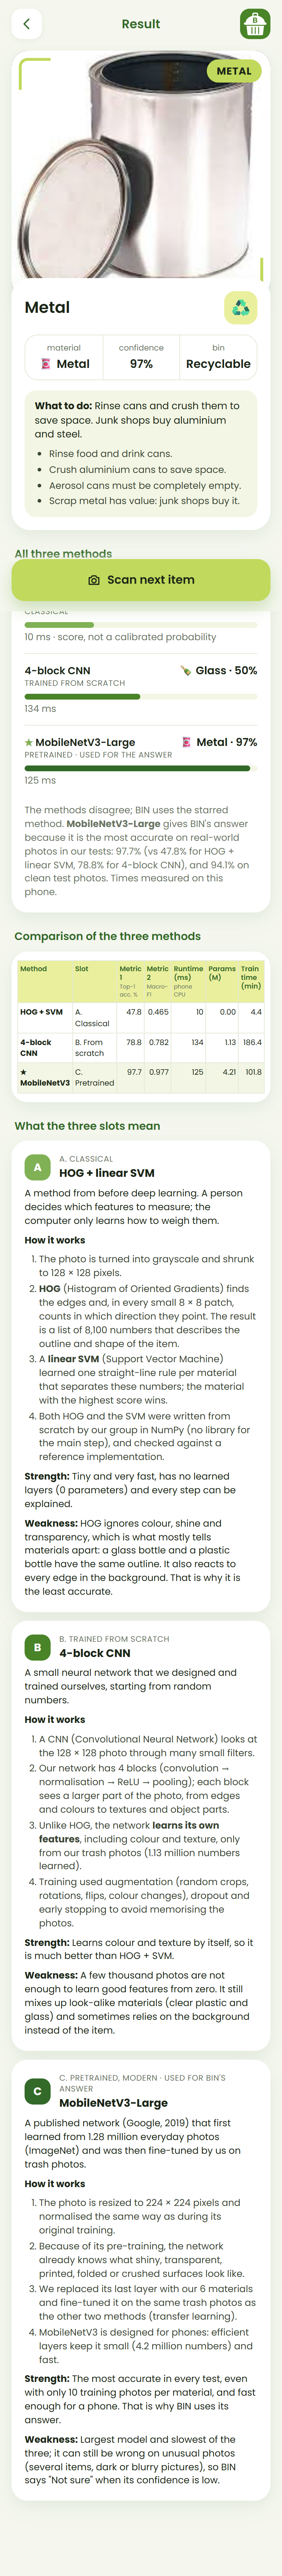 Result
B
METAL
Metal
material
confidence
bin
Metal
97%
Recyclable
What to do: Rinse cans and crush them to
save space. Junk shops buy aluminium
and steel.
• Rinse food and drink cans.
• Crush aluminium cans to save space.
• Aerosol cans must be completely empty.
• Scrap metal has value: junk shops buy it.
All three methods
Scan next item
CLASSICAL
10 ms · score, not a calibrated probability
4-block CNN
Glass · 50%
TRAINED FROM SCRATCH
134 ms
★ MobileNetV3-Large
Metal · 97%
PRETRAINED · USED FOR THE ANSWER
125 ms
The methods disagree; BIN uses the starred
method. MobileNetV3-Large gives BIN's answer
because it is the most accurate on real-world
photos in our tests: 97.7% (vs 47.8% for HOG +
linear SVM, 78.8% for 4-block CNN), and 94.1% on
clean test photos. Times measured on this
phone.
Comparison of the three methods
Method Slot Metric 1 Top-1 acc. % Metric 2 Macro-F1 Runtime (ms) phone CPU Params (M) Train time (min)
HOG + SVM A. Classical 47.8 0.465 10 0.00 4.4
4-block CNN B. From scratch 78.8 0.782 134 1.13 186.4
★ MobileNetV3 C. Pretrained 97.7 0.977 125 4.21 101.8
What the three slots mean
A
A. CLASSICAL
HOG + linear SVM
A method from before deep learning. A person
decides which features to measure; the
computer only learns how to weigh them.
How it works
1. The photo is turned into grayscale and shrunk
to 128 × 128 pixels.
2. HOG (Histogram of Oriented Gradients) finds
the edges and, in every small 8 × 8 patch,
counts in which direction they point. The result
is a list of 8,100 numbers that describes the
outline and shape of the item.
3. A linear SVM (Support Vector Machine)
learned one straight-line rule per material
that separates these numbers; the material
with the highest score wins.
4. Both HOG and the SVM were written from
scratch by our group in NumPy (no library for
the main step), and checked against a
reference implementation.
Strength: Tiny and very fast, has no learned
layers (0 parameters) and every step can be
explained.
Weakness: HOG ignores colour, shine and
transparency, which is what mostly tells
materials apart: a glass bottle and a plastic
bottle have the same outline. It also reacts to
every edge in the background. That is why it is
the least accurate.
B
B. TRAINED FROM SCRATCH
4-block CNN
A small neural network that we designed and
trained ourselves, starting from random
numbers.
How it works
1. A CNN (Convolutional Neural Network) looks at
the 128 × 128 photo through many small filters.
2. Our network has 4 blocks (convolution →
normalisation → ReLU → pooling); each block
sees a larger part of the photo, from edges
and colours to textures and object parts.
3. Unlike HOG, the network learns its own
features, including colour and texture, only
from our trash photos (1.13 million numbers
learned).
4. Training used augmentation (random crops,
rotations, flips, colour changes), dropout and
early stopping to avoid memorising the
photos.
Strength: Learns colour and texture by itself, so it
is much better than HOG + SVM.
Weakness: A few thousand photos are not
enough to learn good features from zero. It still
mixes up look-alike materials (clear plastic and
glass) and sometimes relies on the background
instead of the item.
C
C. PRETRAINED, MODERN · USED FOR BIN'S
ANSWER
MobileNetV3-Large
A published network (Google, 2019) that first
learned from 1.28 million everyday photos
(ImageNet) and was then fine-tuned by us on
trash photos.
How it works
1. The photo is resized to 224 × 224 pixels and
normalised the same way as during its
original training.
2. Because of its pre-training, the network
already knows what shiny, transparent,
printed, folded or crushed surfaces look like.
3. We replaced its last layer with our 6 materials
and fine-tuned it on the same trash photos as
the other two methods (transfer learning).
4. MobileNetV3 is designed for phones: efficient
layers keep it small (4.2 million numbers) and
fast.
Strength: The most accurate in every test, even
with only 10 training photos per material, and fast
enough for a phone. That is why BIN uses its
answer.
Weakness: Largest model and slowest of the
three; it can still be wrong on unusual photos
(several items, dark or blurry pictures), so BIN
says "Not sure" when its confidence is low.